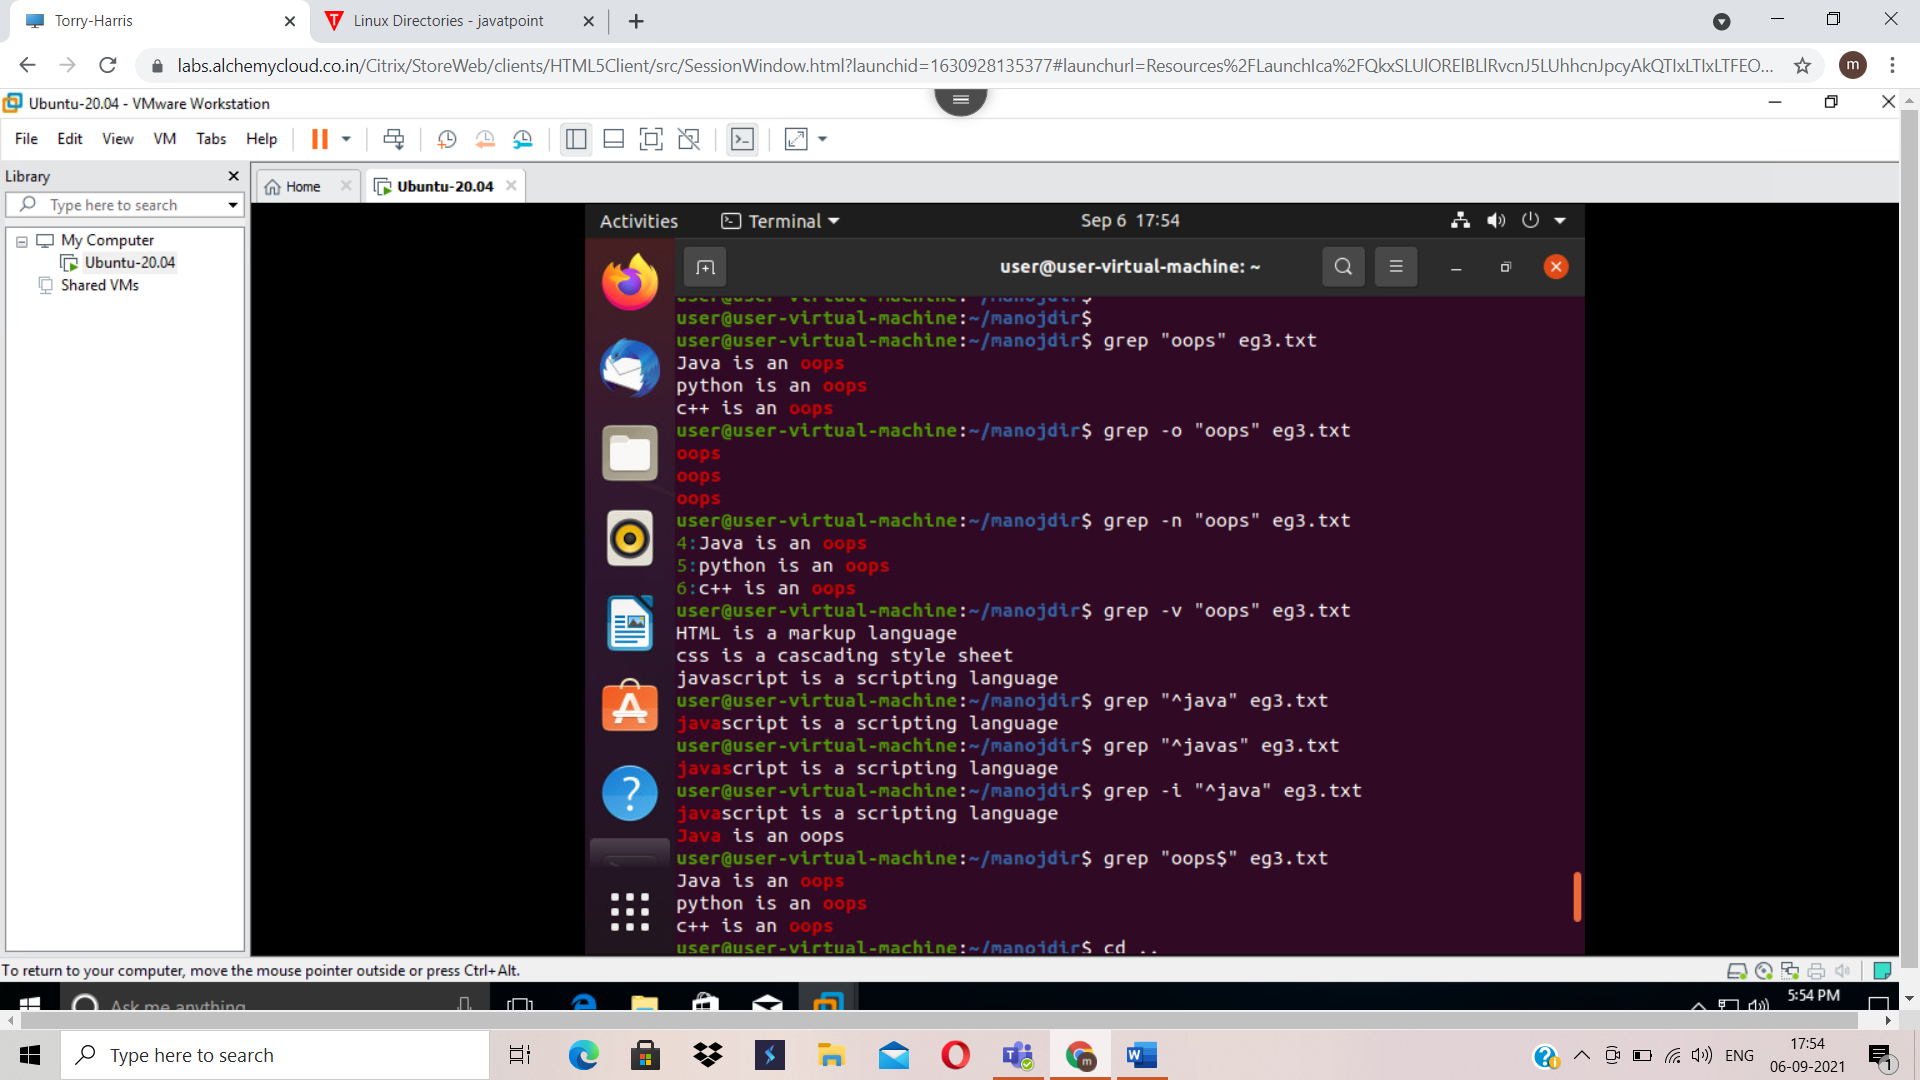 Torry-Harris
Linux Directories - javatpoint
labs.alchemycloud.co.in/Citrix/StoreWeb/clients/HTML5Client/src/SessionWindow.html?launchid=1630928135377#launchurl=Resources%2FLaunchIca%2F
m
Ubuntu-20.04 - VMware Workstation
File Edit View VM Tabs Help
Library
Home
Ubuntu-20.04
Type here to search
My Computer
Ubuntu-20.04
Shared VMs
Activities
Terminal
Sep 6 17:54
user@user-virtual-machine: ~
user@user-virtual-machine:~/manojdir$
user@user-virtual-machine:~/manojdir$
user@user-virtual-machine:~/manojdir$ grep "oops" eg3.txt
Java is an oops
python is an oops
c++ is an oops
user@user-virtual-machine:~/manojdir$ grep -o "oops" eg3.txt
oops
oops
oops
user@user-virtual-machine:~/manojdir$ grep -n "oops" eg3.txt
4:Java is an oops
5:python is an oops
6:c++ is an oops
user@user-virtual-machine:~/manojdir$ grep -v "oops" eg3.txt
HTML is a markup language
css is a cascading style sheet
javascript is a scripting language
user@user-virtual-machine:~/manojdir$ grep "^java" eg3.txt
javascript is a scripting language
user@user-virtual-machine:~/manojdir$ grep "^javas" eg3.txt
javascript is a scripting language
user@user-virtual-machine:~/manojdir$ grep -i "^java" eg3.txt
javascript is a scripting language
Java is an oops
user@user-virtual-machine:~/manojdir$ grep "oops$" eg3.txt
Java is an oops
python is an oops
c++ is an oops
user@user-virtual-machine:~/manojdir$ cd ..
To return to your computer, move the mouse pointer outside or press Ctrl+Alt.
Ask me anything
5:54 PM
Type here to search
ENG
17:54
06-09-2021
1